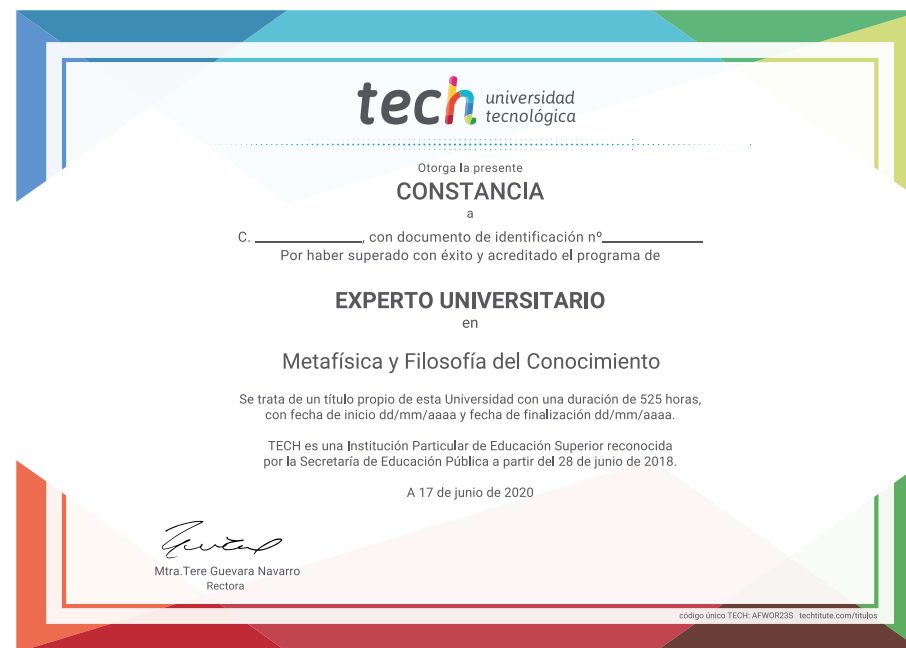 tech universidad
tecnológica
Otorga la presente
CONSTANCIA
a
C. ______________, con documento de identificación nº_____________
Por haber superado con éxito y acreditado el programa de
EXPERTO UNIVERSITARIO
en
Metafísica y Filosofía del Conocimiento
Se trata de un título propio de esta Universidad con una duración de 525 horas,
con fecha de inicio dd/mm/aaaa y fecha de finalización dd/mm/aaaa.
TECH es una Institución Particular de Educación Superior reconocida
por la Secretaría de Educación Pública a partir del 28 de junio de 2018.
A 17 de junio de 2020
Mtra.Tere Guevara Navarro
Rectora
código único TECH: AFWOR23S techtitute.com/titulos